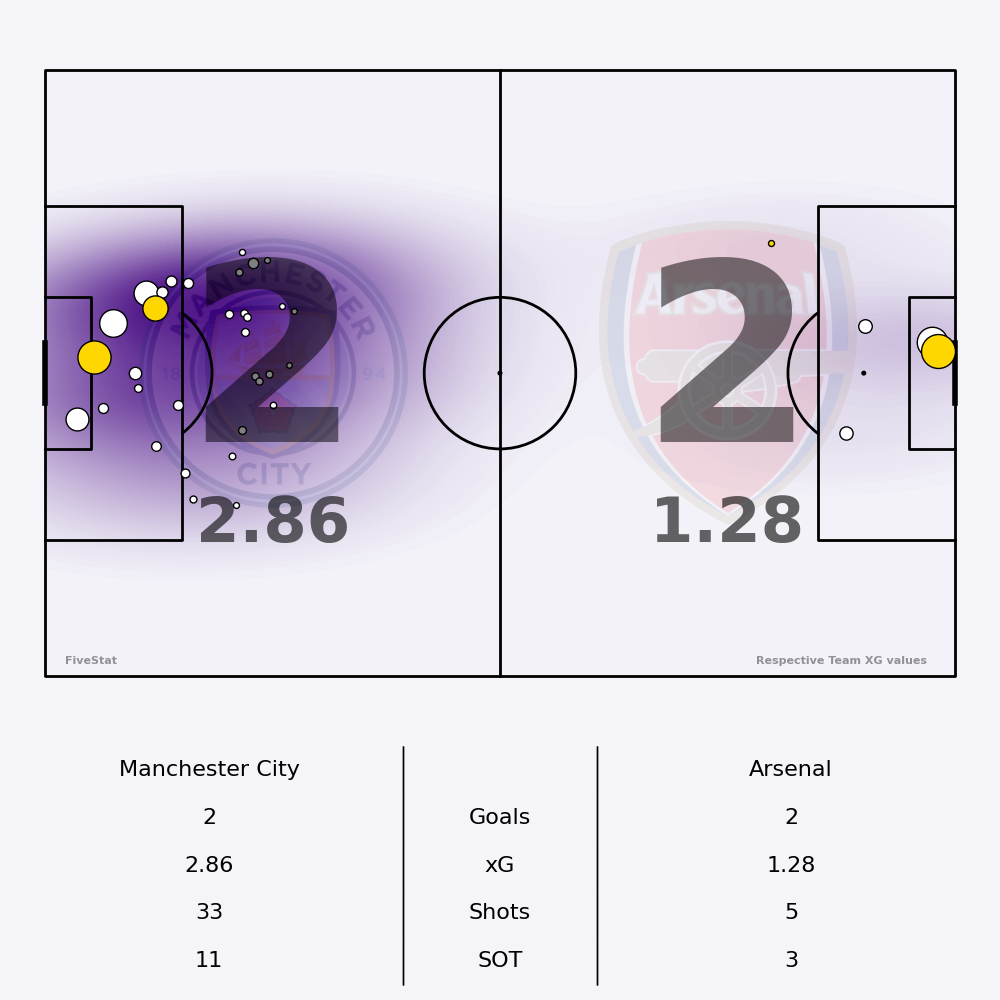 MANCHESTER
18 94
CITY
Arsenal
2 2
2.86 1.28
FiveStat Respective Team XG values
Manchester City Arsenal
2 Goals 2
2.86 xG 1.28
33 Shots 5
11 SOT 3